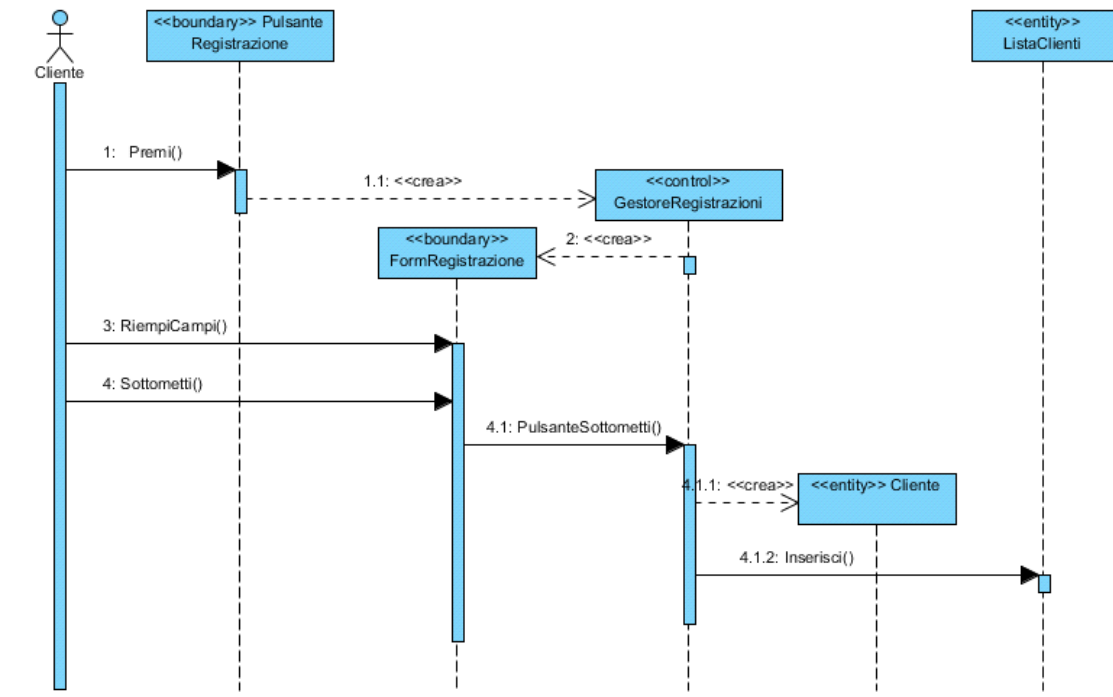 <<boundary>> Pulsante
Registrazione
<<entity>>
ListaClienti
Cliente
1: Premi()
1.1: <<crea>>
<<control>>
GestoreRegistrazioni
<<boundary>>
FormRegistrazione
2: <<crea>>
3: RiempiCampi()
4: Sottometti()
4.1: PulsanteSottometti()
4.1.1: <<crea>>
<<entity>> Cliente
4.1.2: Inserisci()